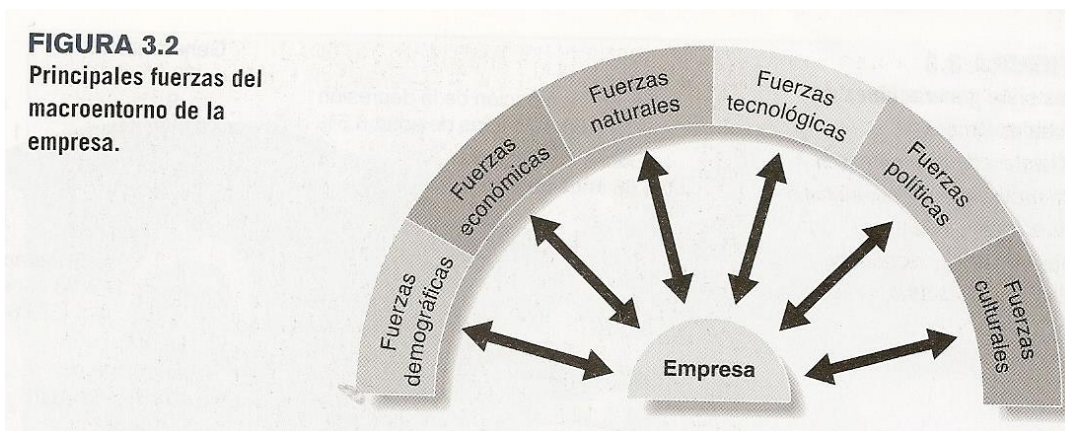 FIGURA 3.2
Principales fuerzas del
macroentorno de la
empresa.
Fuerzas
demográficas
Fuerzas
económicas
Fuerzas
naturales
Fuerzas
tecnológicas
Fuerzas
políticas
Fuerzas
culturales
Empresa